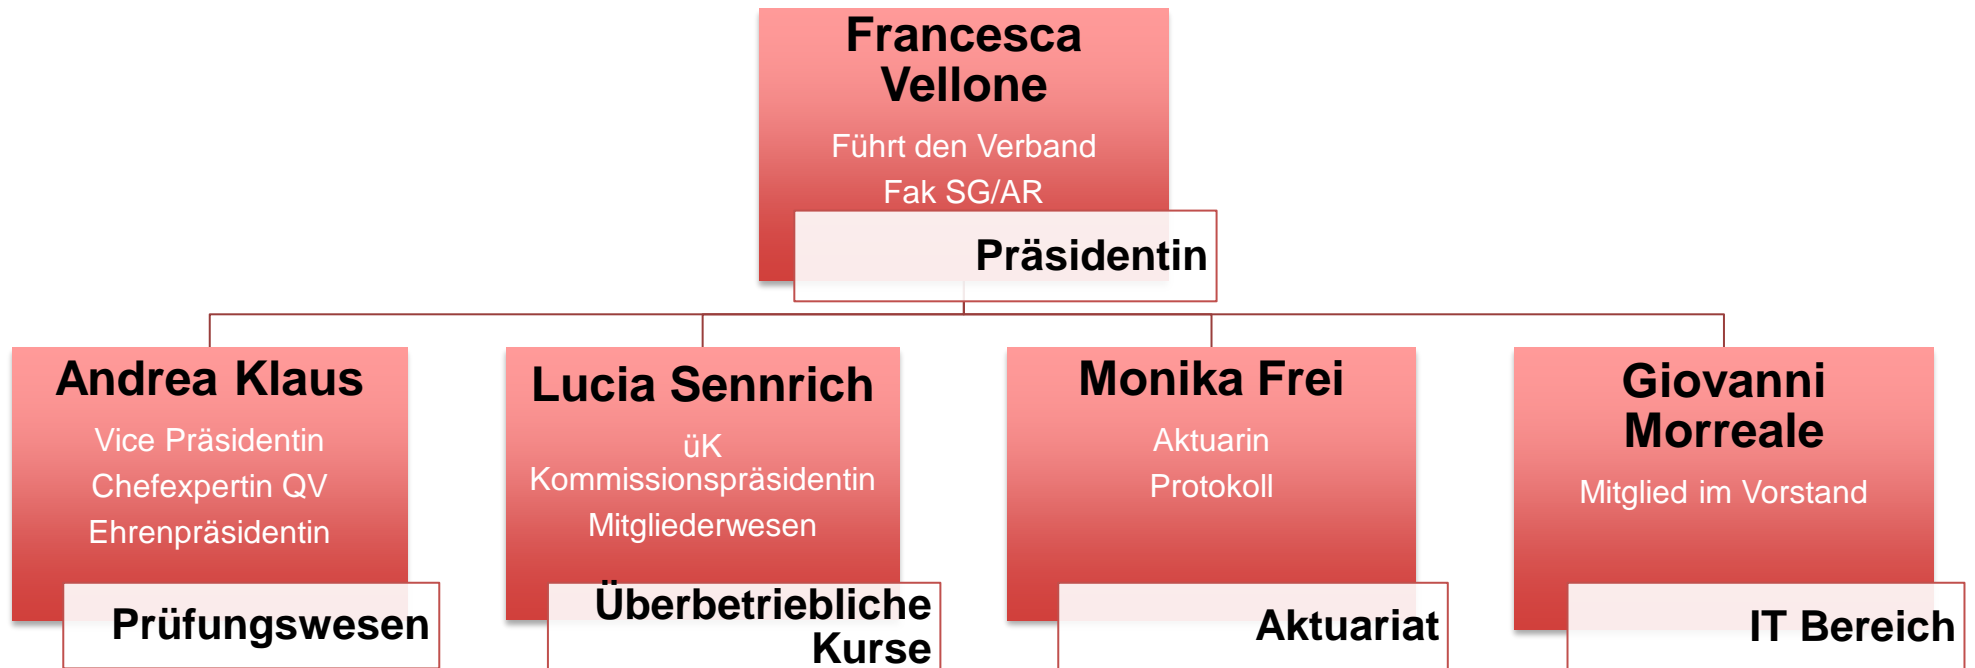 Francesca
Vellone
Führt den Verband
Fak SG/AR
Präsidentin
Andrea Klaus
Vice Präsidentin
Chefexpertin QV
Ehrenpräsidentin
Prüfungswesen
Lucia Sennrich
üK
Kommissionspräsidentin
Mitgliederwesen
Überbetriebliche
Kurse
Monika Frei
Aktuarin
Protokoll
Aktuariat
Giovanni
Morreale
Mitglied im Vorstand
IT Bereich